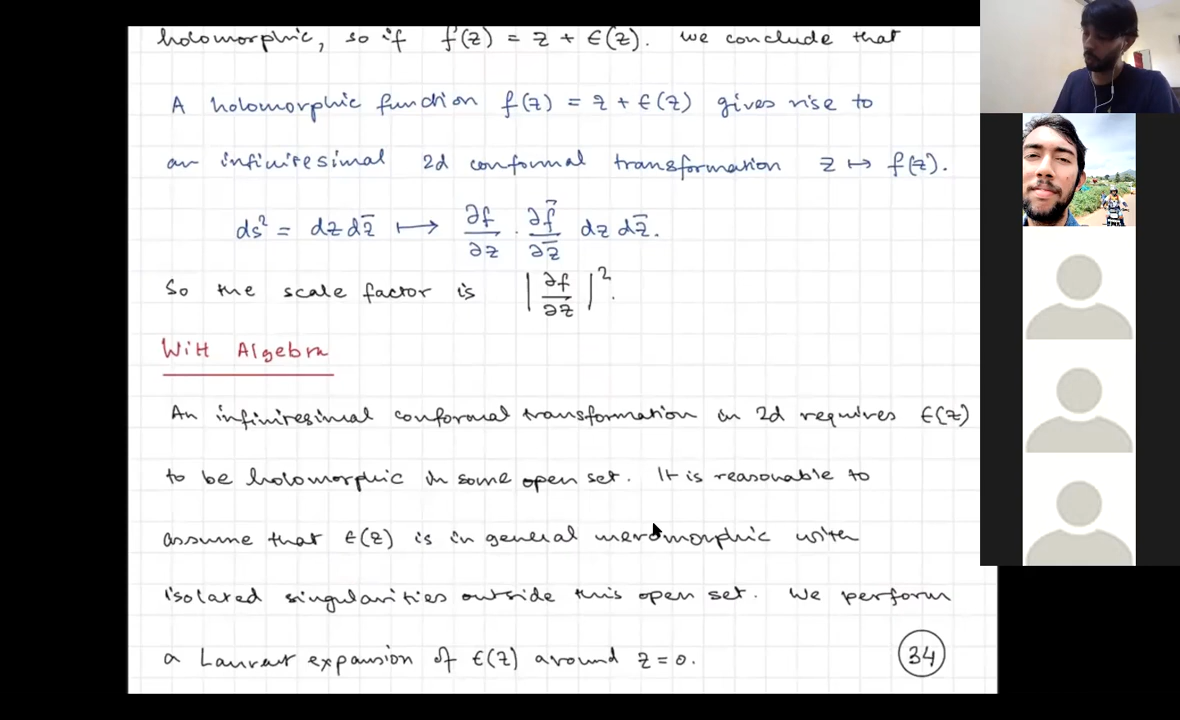 holomorphic, so if f(z) = z + ϵ(z). we conclude that
A holomorphic function f(z) = z + ϵ(z) gives rise to
an infinitesimal 2d conformal transformation z ↦ f(z).
ds² = dz dz̄ ⟼ ∂f/∂z · ∂f̄/∂z̄ dz dz̄.
So the scale factor is |∂f/∂z|².
Witt Algebra
An infinitesimal conformal transformation in 2d requires ϵ(z)
to be holomorphic in some open set. It is reasonable to
assume that ϵ(z) is in general meromorphic with
isolated singularities outside this open set. We perform
a Laurent expansion of ϵ(z) around z = 0.
34